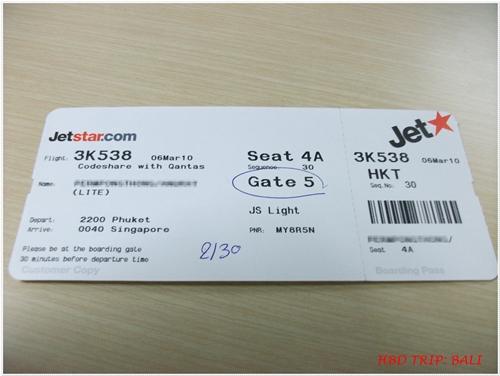 Jetstar.com
Flight: 3K538 06Mar10
Codeshare with Qantas
Name.
(LITE)
Depart: 2200 Phuket
Arrive: 0040 Singapore
Please be at the boarding gate
30 minutes before departure time
Customer Copy
Seat 4A
Sequence 30
Gate 5
JS Light
PNR: MY8R5N
2130
Jet
3K538 06Mar10
HKT
Seq.No: 30
Seat 4A
Boarding Pass
HBD TRIP: BALI